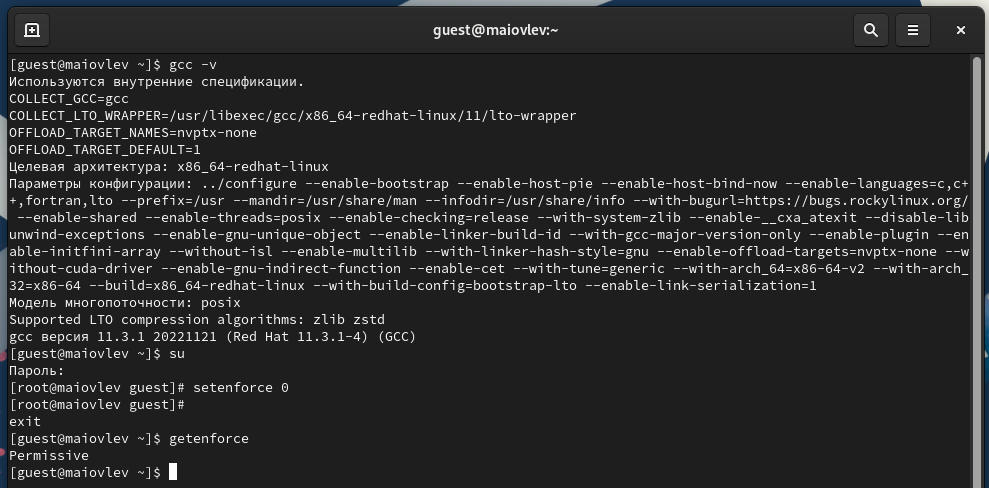 guest@maiovlev:~
[guest@maiovlev ~]$ gcc -v
Используются внутренние спецификации.
COLLECT_GCC=gcc
COLLECT_LTO_WRAPPER=/usr/libexec/gcc/x86_64-redhat-linux/11/lto-wrapper
OFFLOAD_TARGET_NAMES=nvptx-none
OFFLOAD_TARGET_DEFAULT=1
Целевая архитектура: x86_64-redhat-linux
Параметры конфигурации: ../configure --enable-bootstrap --enable-host-pie --enable-host-bind-now --enable-languages=c,c+
+,fortran,lto --prefix=/usr --mandir=/usr/share/man --infodir=/usr/share/info --with-bugurl=https://bugs.rockylinux.org/
 --enable-shared --enable-threads=posix --enable-checking=release --with-system-zlib --enable-__cxa_atexit --disable-lib
unwind-exceptions --enable-gnu-unique-object --enable-linker-build-id --with-gcc-major-version-only --enable-plugin --en
able-initfini-array --without-isl --enable-multilib --with-linker-hash-style=gnu --enable-offload-targets=nvptx-none --w
ithout-cuda-driver --enable-gnu-indirect-function --enable-cet --with-tune=generic --with-arch_64=x86-64-v2 --with-arch_
32=x86-64 --build=x86_64-redhat-linux --with-build-config=bootstrap-lto --enable-link-serialization=1
Модель многопоточности: posix
Supported LTO compression algorithms: zlib zstd
gcc версия 11.3.1 20221121 (Red Hat 11.3.1-4) (GCC)
[guest@maiovlev ~]$ su
Пароль:
[root@maiovlev guest]# setenforce 0
[root@maiovlev guest]#
exit
[guest@maiovlev ~]$ getenforce
Permissive
[guest@maiovlev ~]$